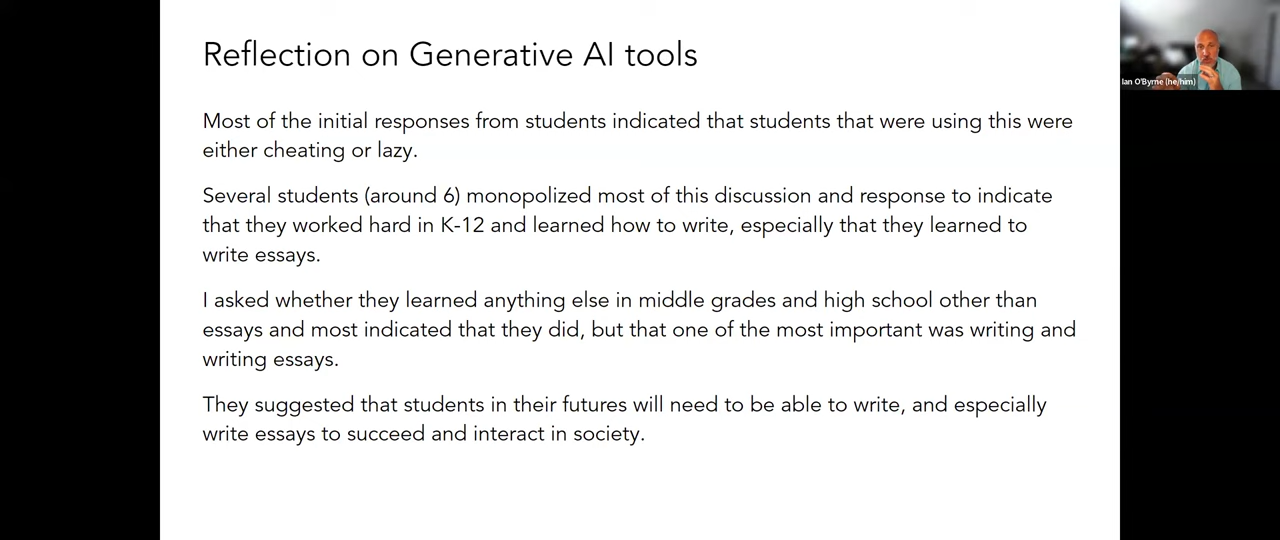 Reflection on Generative AI tools
Most of the initial responses from students indicated that students that were using this were
either cheating or lazy.
Several students (around 6) monopolized most of this discussion and response to indicate
that they worked hard in K-12 and learned how to write, especially that they learned to
write essays.
I asked whether they learned anything else in middle grades and high school other than
essays and most indicated that they did, but that one of the most important was writing and
writing essays.
They suggested that students in their futures will need to be able to write, and especially
write essays to succeed and interact in society.
Ian O'Byrne (he/him)